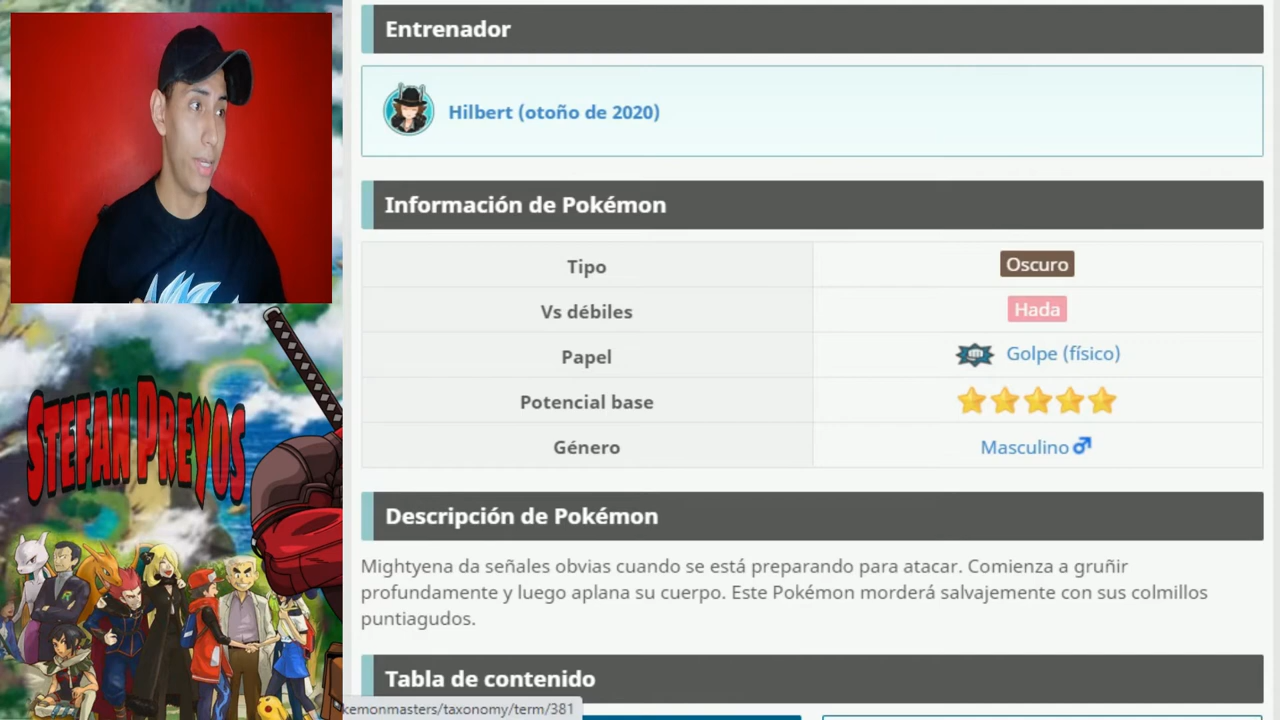 Entrenador
Hilbert (otoño de 2020)
Información de Pokémon
Tipo Oscuro
Vs débiles Hada
Papel Golpe (físico)
Potencial base
Género Masculino
STEFAN PREYOS
Descripción de Pokémon
Mightyena da señales obvias cuando se está preparando para atacar. Comienza a gruñir
profundamente y luego aplana su cuerpo. Este Pokémon morderá salvajemente con sus colmillos
puntiagudos.
Tabla de contenido
kemonmasters/taxonomy/term/381